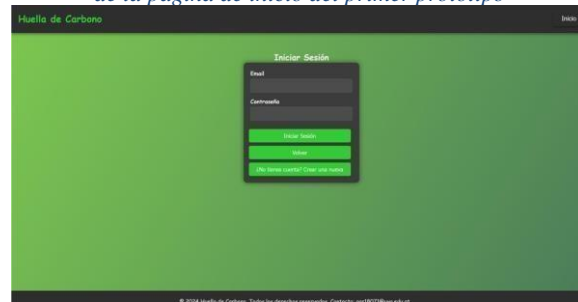 de la página de inicio del primer prototipo
Huella de Carbono
Inicio
Iniciar Sesión
Email
Contraseña
Iniciar Sesión
Volver
¿No tienes cuenta? Crear una nueva
© 2024 Huella de Carbono. Todos los derechos reservados. Contacto: